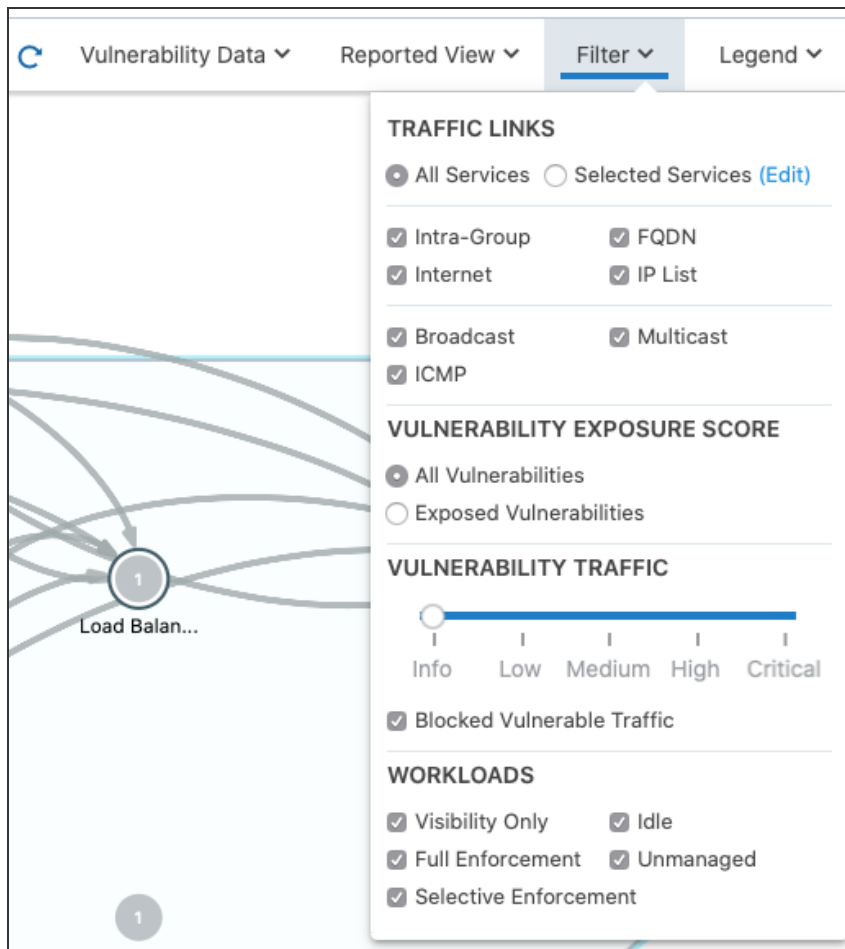 Vulnerability Data Reported View Filter Legend
TRAFFIC LINKS
All Services Selected Services (Edit)
Intra-Group FQDN
Internet IP List
Broadcast Multicast
ICMP
VULNERABILITY EXPOSURE SCORE
All Vulnerabilities
Exposed Vulnerabilities
VULNERABILITY TRAFFIC
Info Low Medium High Critical
Blocked Vulnerable Traffic
WORKLOADS
Visibility Only Idle
Full Enforcement Unmanaged
Selective Enforcement
1
Load Balan...
1